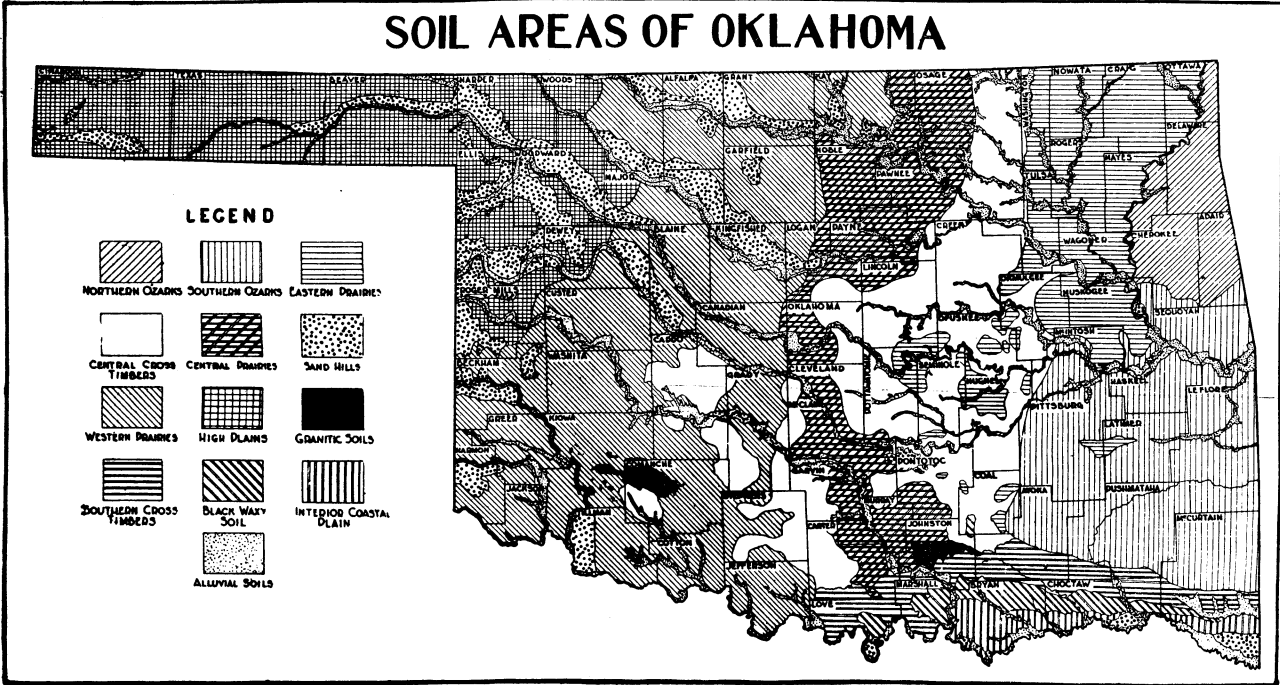 SOIL AREAS OF OKLAHOMA
CIMARRON TEXAS BEAVER HARPER WOODS ALFALFA GRANT KAY OSAGE NOWATA CRAIG OTTAWA
DELAWARE
ROGERS
MAYES
ELLIS WOODWARD GARFIELD NOBLE
MAJOR PAWNEE TULSA
ADAIR
DEWEY BLAINE KINGFISHER LOGAN PAYNE CREEK CHEROKEE
WAGONER
LINCOLN
OKMULGEE
ROGER MILLS CUSTER MUSKOGEE
CANADIAN OKLAHOMA SEQUOYAH
OKFUSKEE
MCINTOSH
CADDO
BECKHAM WASHITA
CLEVELAND SEMINOLE
GRADY HUGHES HASKELL
LE FLORE
POTTAWATOMIE
PITTSBURG
GREER KIOWA
LATIMER
HARMON
GARVIN PONTOTOC
COMANCHE
COAL
JACKSON
STEPHENS ATOKA PUSHMATAHA
MURRAY
TILLMAN
MCCURTAIN
CARTER JOHNSTON
COTTON
JEFFERSON
MARSHALL BRYAN CHOCTAW
LOVE
LEGEND
NORTHERN OZARKS SOUTHERN OZARKS EASTERN PRAIRIES
CENTRAL CROSS TIMBERS
CENTRAL PRAIRIES
SAND HILLS
WESTERN PRAIRIES HIGH PLAINS GRANITIC SOILS
SOUTHERN CROSS TIMBERS
BLACK WAXY SOIL
INTERIOR COASTAL PLAIN
ALLUVIAL SOILS